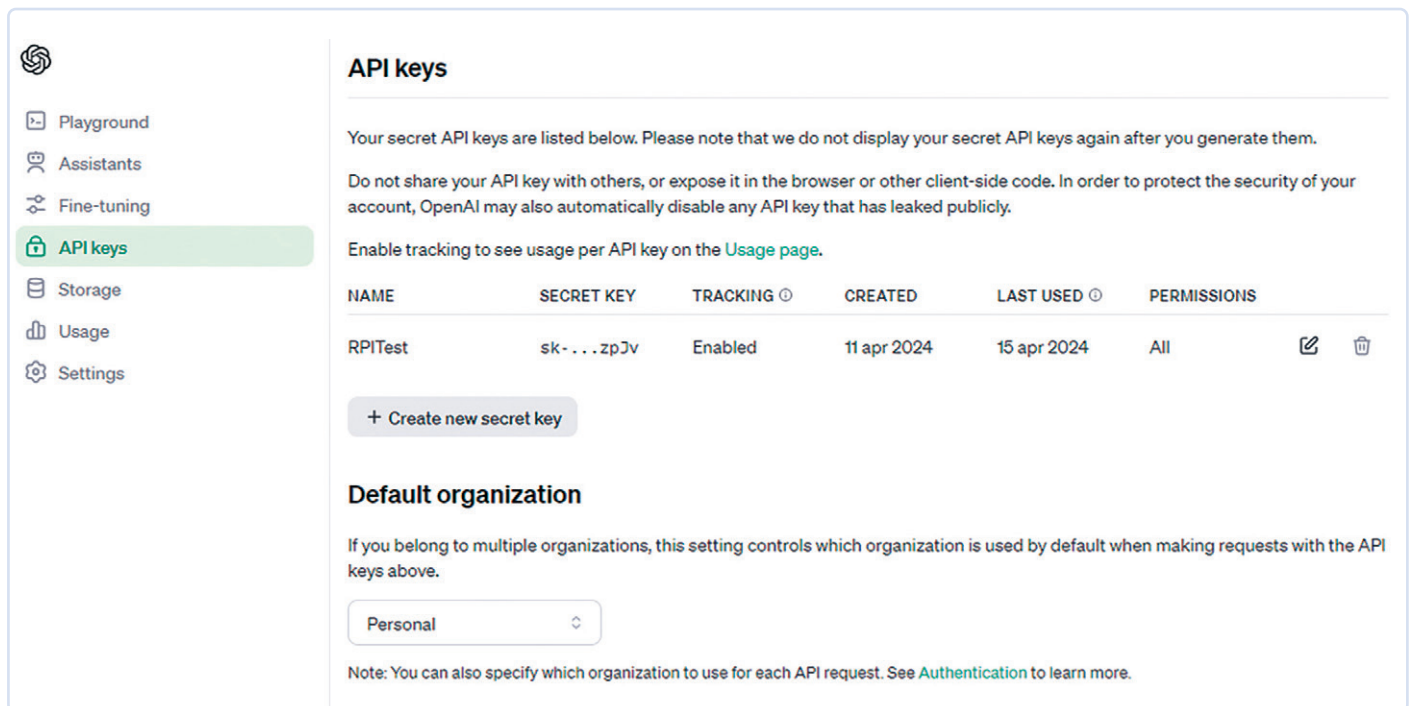 API keys
Playground
Assistants
Fine-tuning
API keys
Storage
Usage
Settings
Your secret API keys are listed below. Please note that we do not display your secret API keys again after you generate them.
Do not share your API key with others, or expose it in the browser or other client-side code. In order to protect the security of your
account, OpenAI may also automatically disable any API key that has leaked publicly.
Enable tracking to see usage per API key on the Usage page.
NAME SECRET KEY TRACKING CREATED LAST USED PERMISSIONS
RPITest sk-...zpJv Enabled 11 apr 2024 15 apr 2024 All
+ Create new secret key
Default organization
If you belong to multiple organizations, this setting controls which organization is used by default when making requests with the API
keys above.
Personal
Note: You can also specify which organization to use for each API request. See Authentication to learn more.